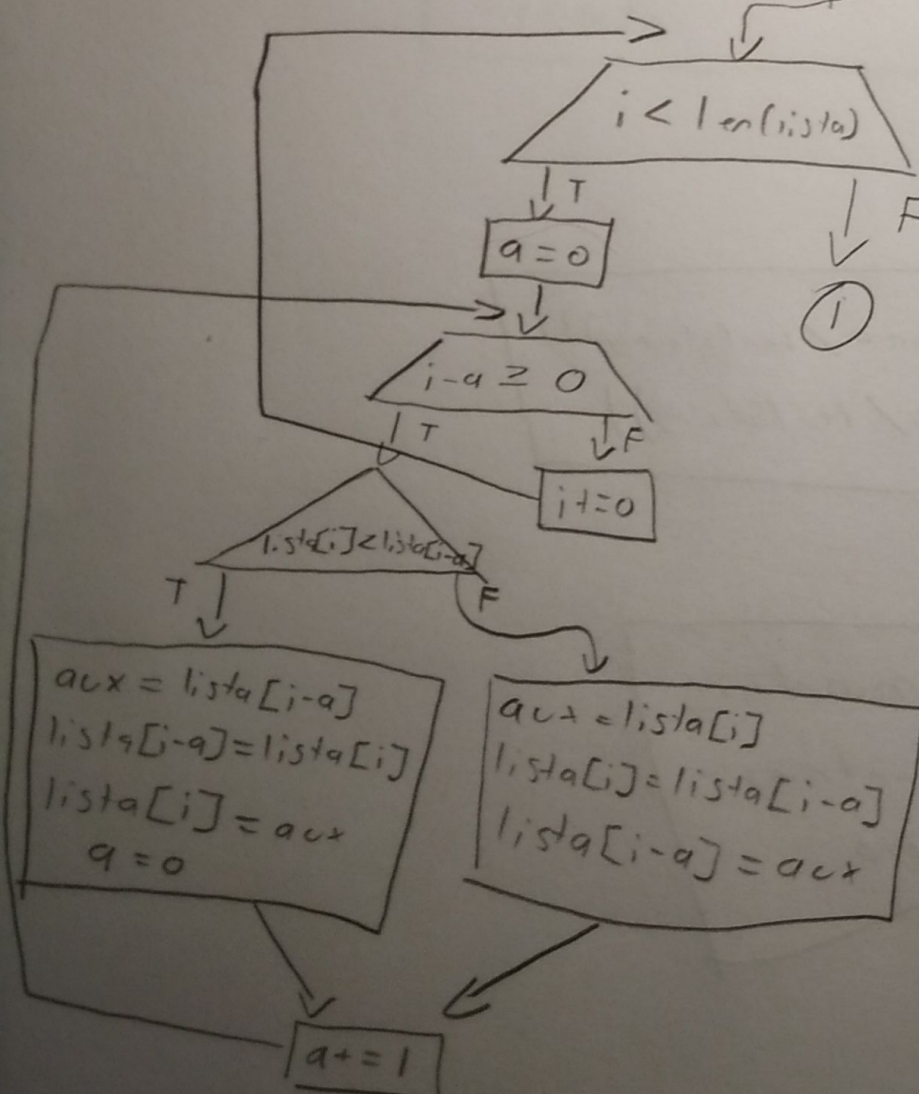 i < len(lista)
T
F
a = 0
1
i-a ≥ 0
T
F
i+=0
lista[i]<lista[i-a]
T
F
aux = lista[i-a]
lista[i-a]=lista[i]
lista[i] = aux
a = 0
aux = lista[i]
lista[i]=lista[i-a]
lista[i-a] = aux
a+=1